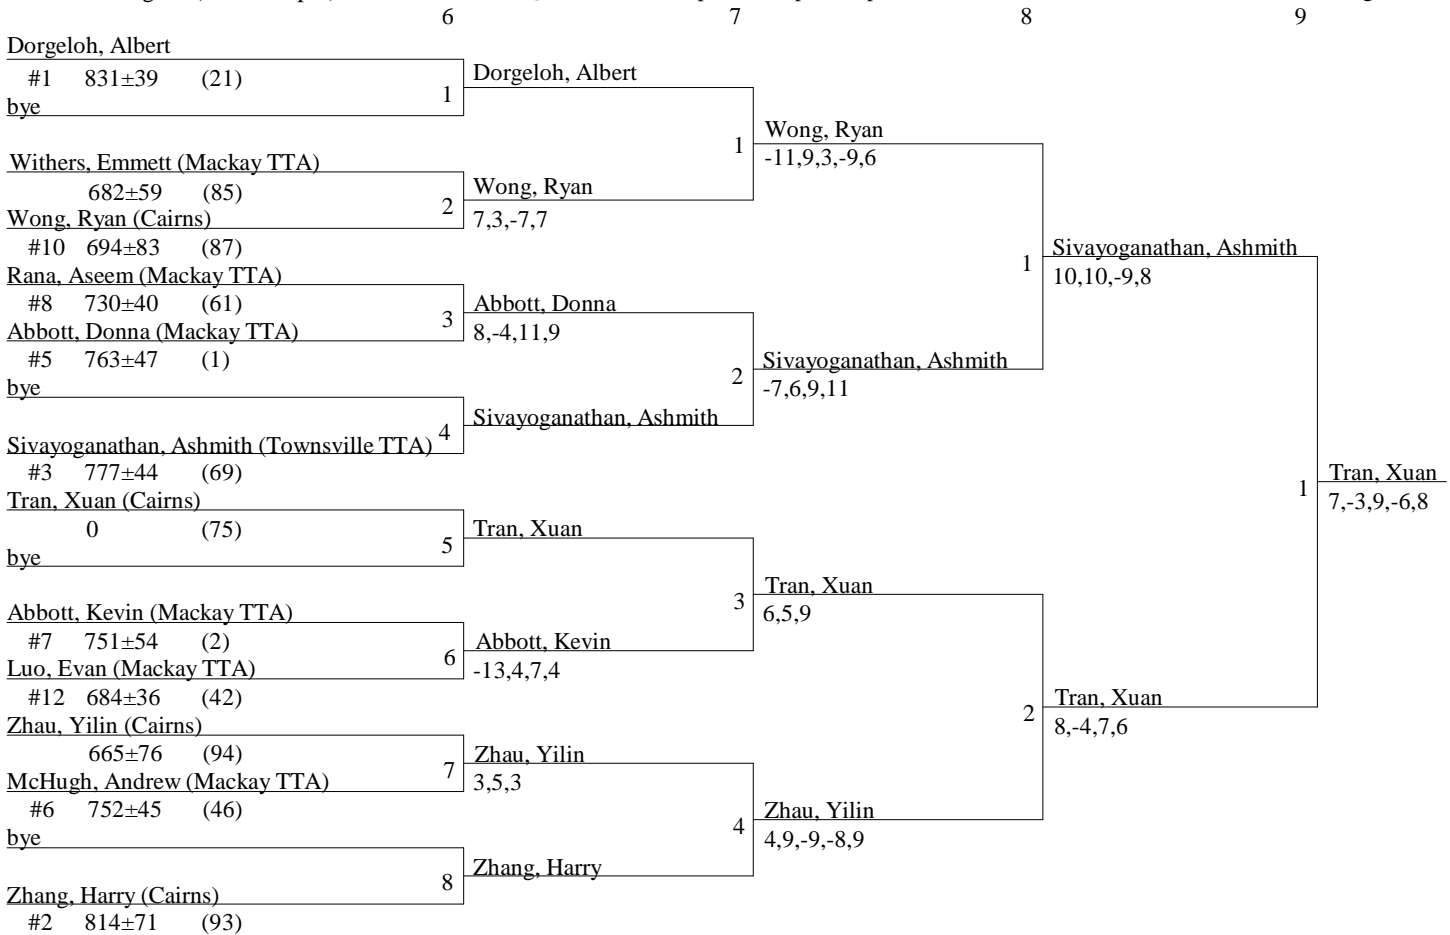 6 7 8 9
Dorgeloh, Albert
#1 831±39 (21)
bye
1
Dorgeloh, Albert
Withers, Emmett (Mackay TTA)
682±59 (85)
Wong, Ryan (Cairns)
#10 694±83 (87)
2
Wong, Ryan
7,3,-7,7
1
Wong, Ryan
-11,9,3,-9,6
Rana, Aseem (Mackay TTA)
#8 730±40 (61)
Abbott, Donna (Mackay TTA)
#5 763±47 (1)
3
Abbott, Donna
8,-4,11,9
bye
Sivayoganathan, Ashmith (Townsville TTA)
#3 777±44 (69)
4
Sivayoganathan, Ashmith
2
Sivayoganathan, Ashmith
-7,6,9,11
1
Sivayoganathan, Ashmith
10,10,-9,8
Tran, Xuan (Cairns)
0 (75)
bye
5
Tran, Xuan
Abbott, Kevin (Mackay TTA)
#7 751±54 (2)
Luo, Evan (Mackay TTA)
#12 684±36 (42)
6
Abbott, Kevin
-13,4,7,4
3
Tran, Xuan
6,5,9
Zhau, Yilin (Cairns)
665±76 (94)
McHugh, Andrew (Mackay TTA)
#6 752±45 (46)
7
Zhau, Yilin
3,5,3
bye
Zhang, Harry (Cairns)
#2 814±71 (93)
8
Zhang, Harry
4
Zhau, Yilin
4,9,-9,-8,9
2
Tran, Xuan
8,-4,7,6
1
Tran, Xuan
7,-3,9,-6,8